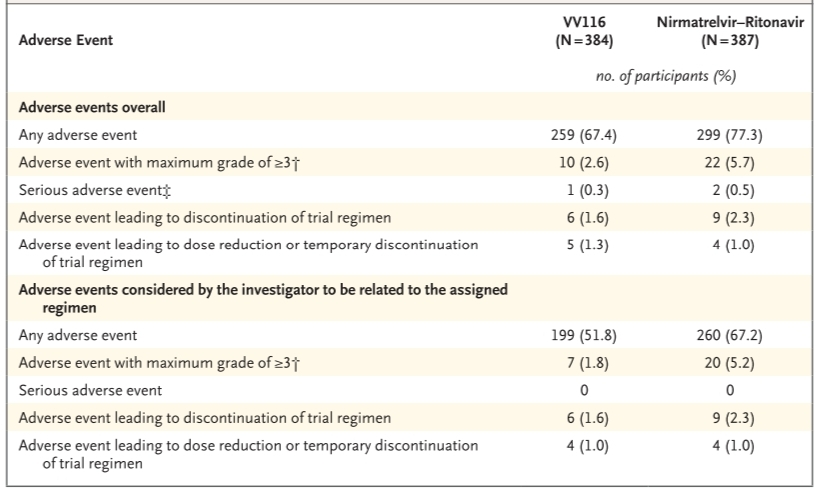 Adverse Event VV116 (N=384) Nirmatrelvir–Ritonavir (N=387)
no. of participants (%)
Adverse events overall
Any adverse event 259 (67.4) 299 (77.3)
Adverse event with maximum grade of ≥3† 10 (2.6) 22 (5.7)
Serious adverse event‡ 1 (0.3) 2 (0.5)
Adverse event leading to discontinuation of trial regimen 6 (1.6) 9 (2.3)
Adverse event leading to dose reduction or temporary discontinuation 5 (1.3) 4 (1.0)
of trial regimen
Adverse events considered by the investigator to be related to the assigned
regimen
Any adverse event 199 (51.8) 260 (67.2)
Adverse event with maximum grade of ≥3† 7 (1.8) 20 (5.2)
Serious adverse event 0 0
Adverse event leading to discontinuation of trial regimen 6 (1.6) 9 (2.3)
Adverse event leading to dose reduction or temporary discontinuation 4 (1.0) 4 (1.0)
of trial regimen